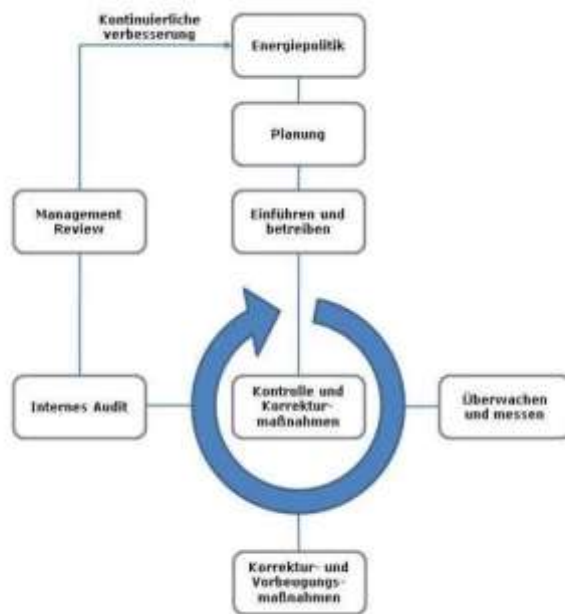 Kontinuierliche
verbesserung
Energiepolitik
Planung
Management
Review
Einführen und
betreiben
Internes Audit
Kontrolle und
Korrektur-
maßnahmen
Überwachen
und messen
Korrektur- und
Vorbeugungs-
maßnahmen